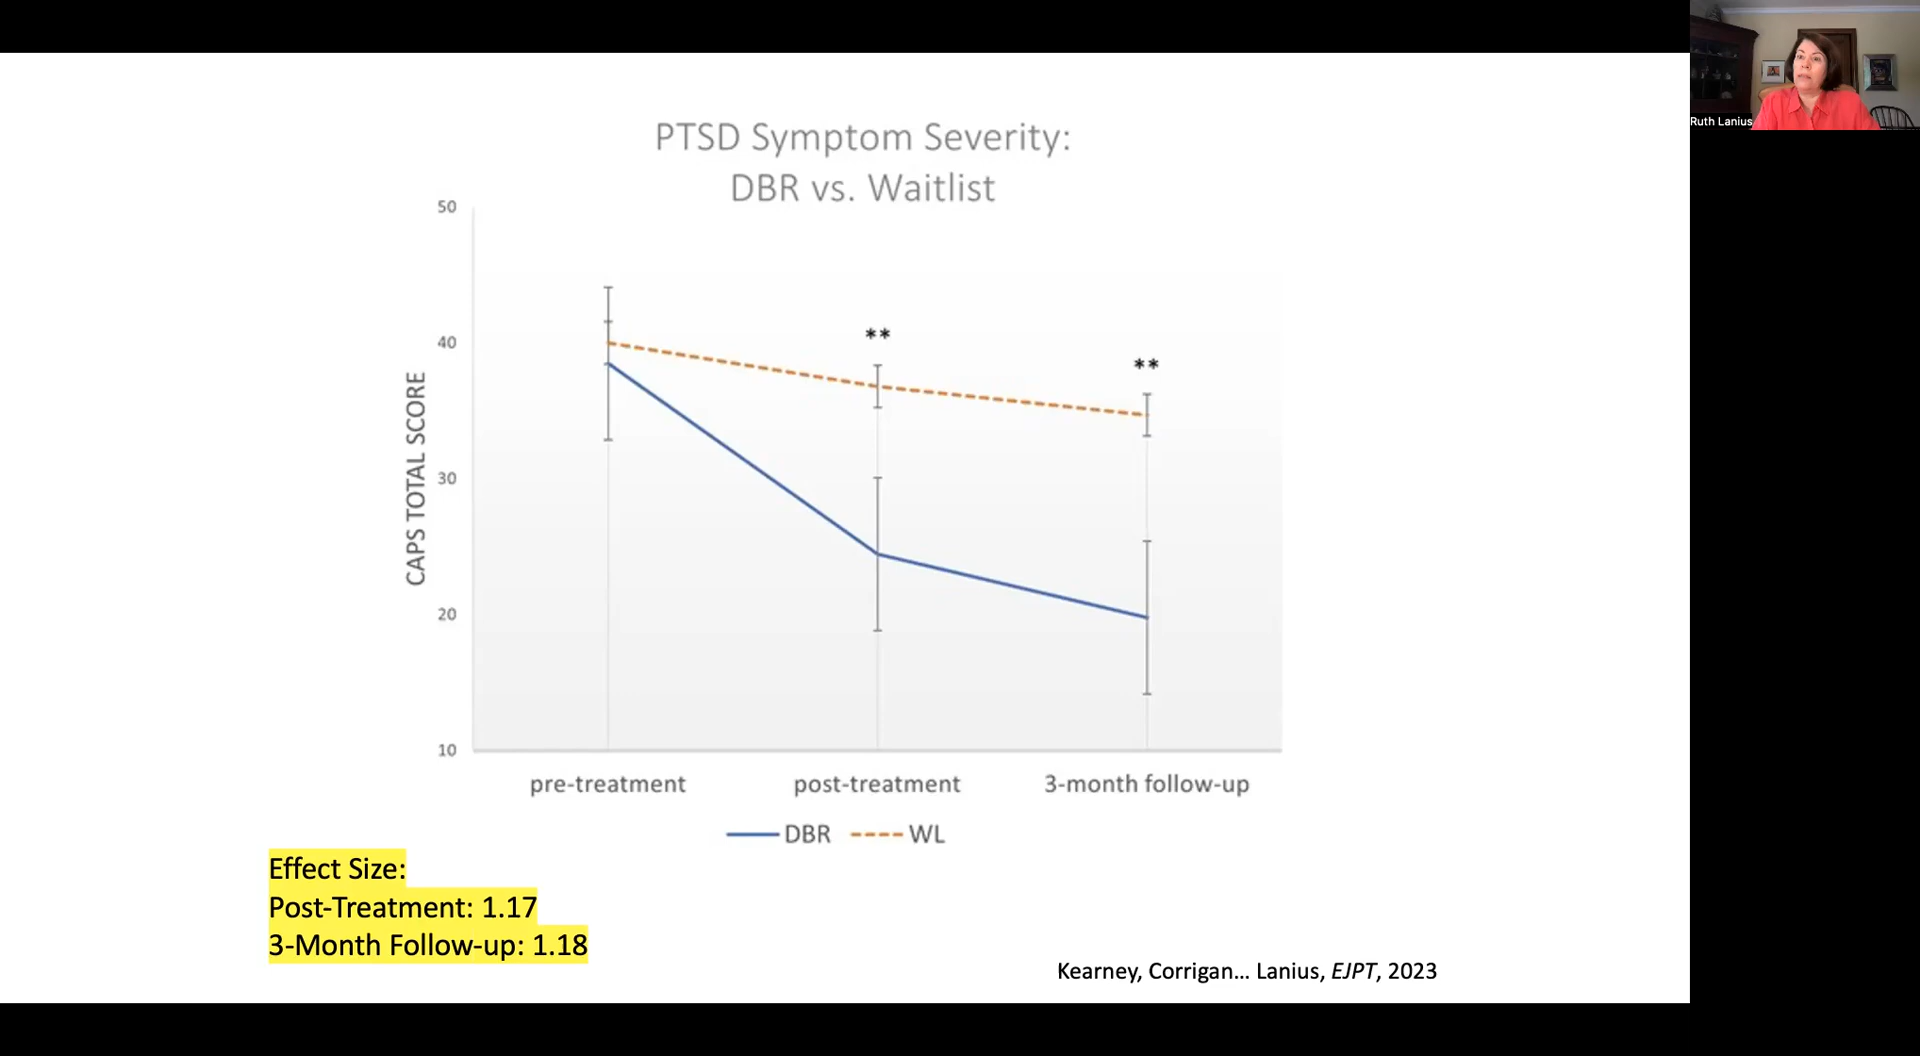 PTSD Symptom Severity:
DBR vs. Waitlist
50
40
30
20
10
CAPS TOTAL SCORE
**
**
pre-treatment
post-treatment
3-month follow-up
DBR
WL
Effect Size:
Post-Treatment: 1.17
3-Month Follow-up: 1.18
Kearney, Corrigan... Lanius, EJPT, 2023
Ruth Lanius